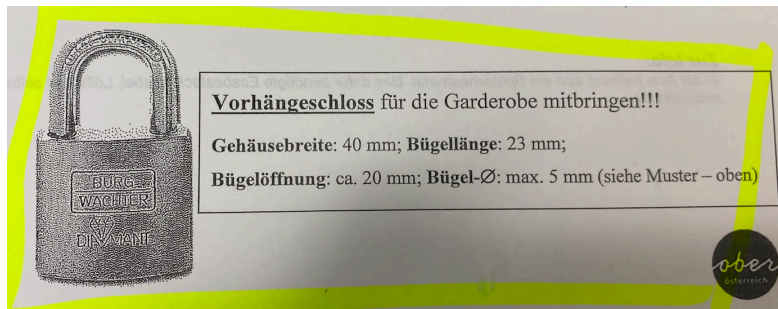 Vorhängeschloss für die Garderobe mitbringen!!!
Gehäusebreite: 40 mm; Bügellänge: 23 mm;
Bügelöffnung: ca. 20 mm; Bügel-Ø: max. 5 mm (siehe Muster – oben)
BURG
WÄCHTER
DIAMANT
ober
österreich